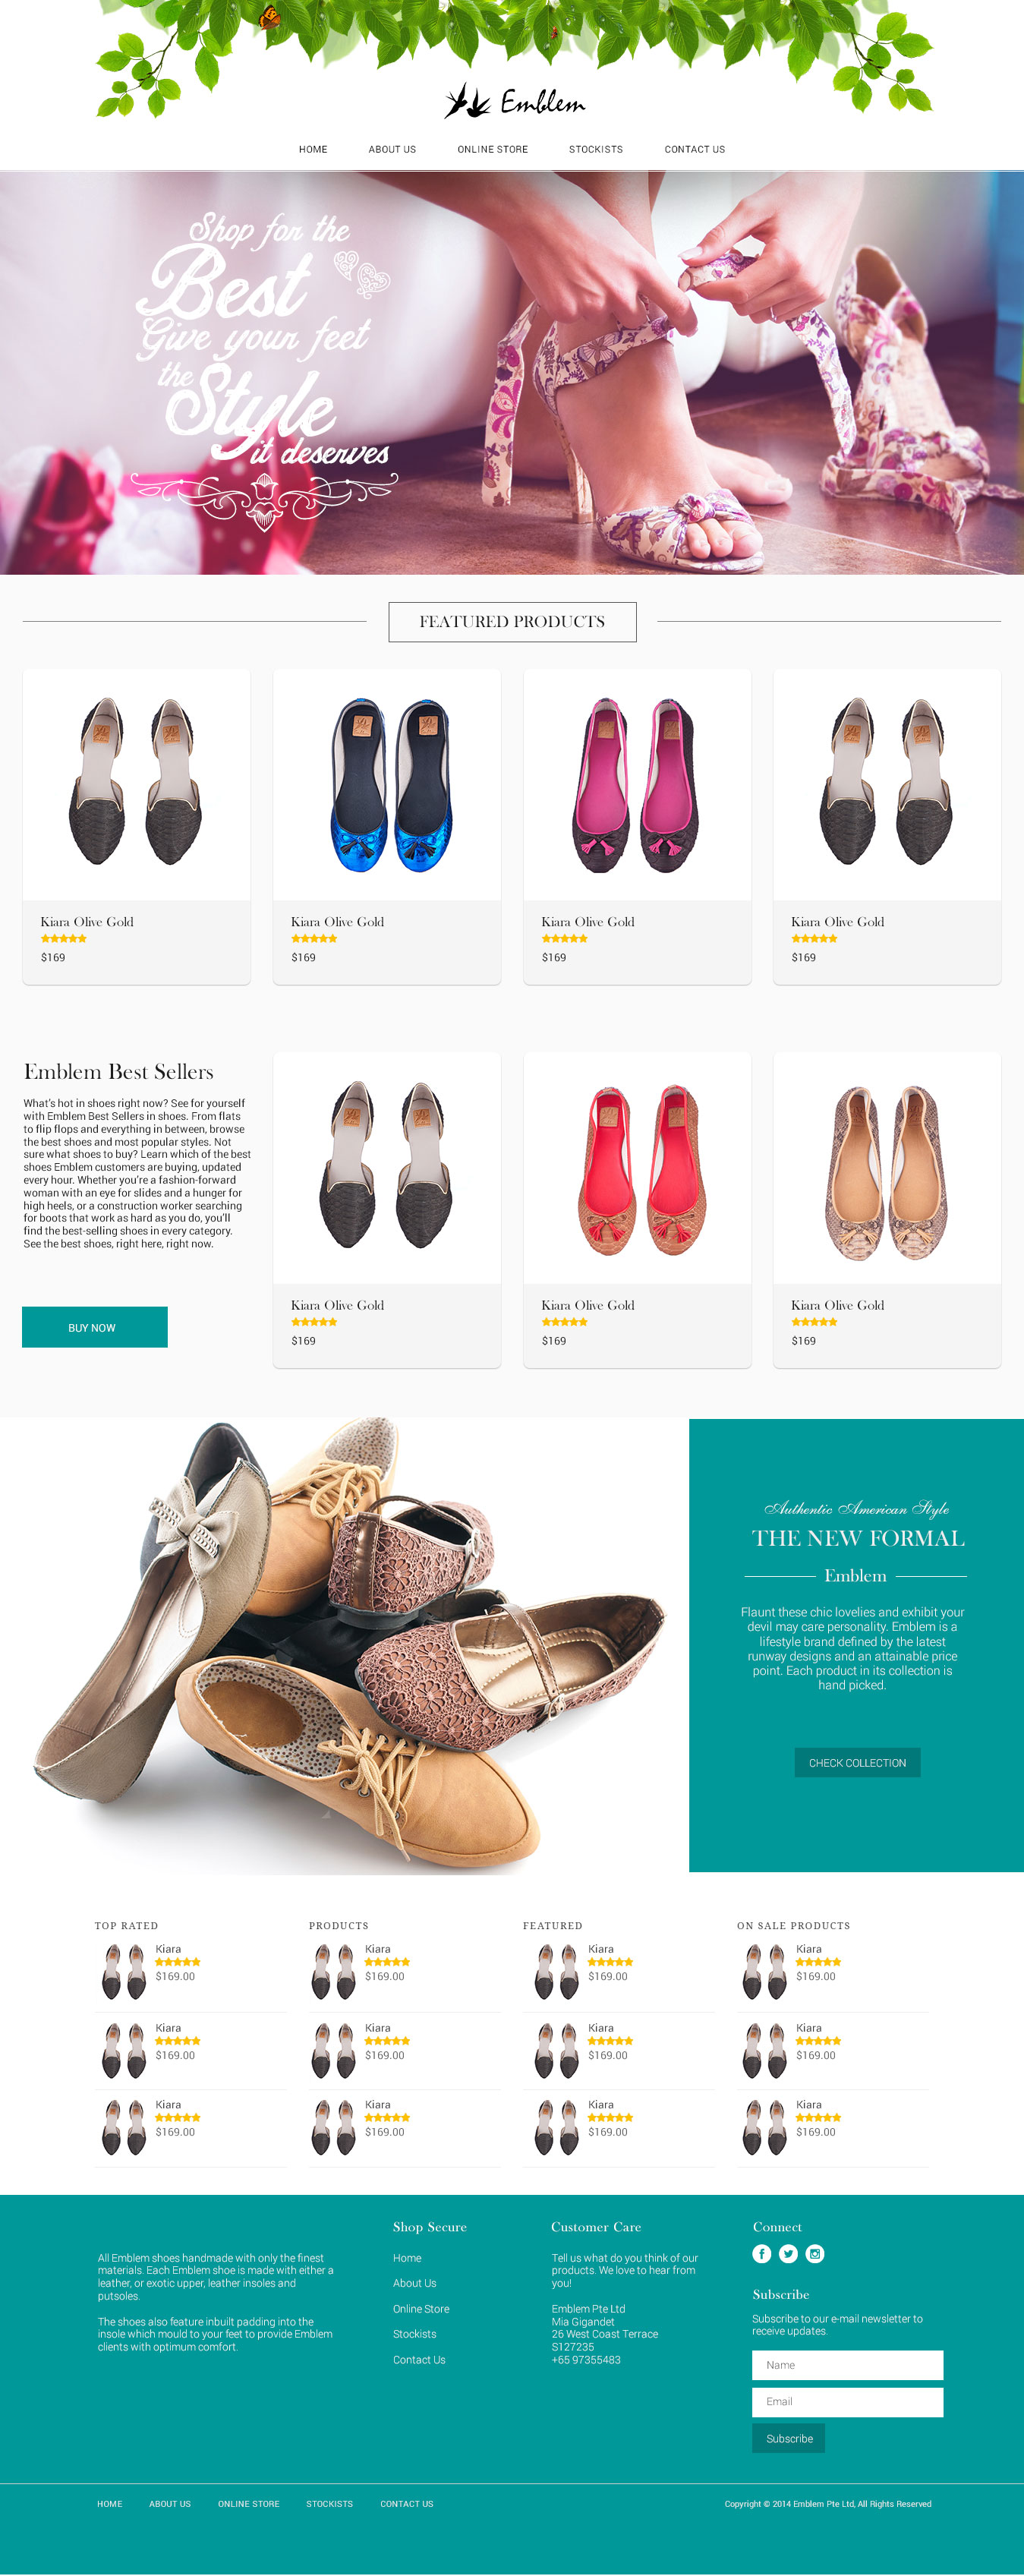 Emblem
HOME ABOUT US ONLINE STORE STOCKISTS CONTACT US
Shop for the
Best
Give your feet
the
Style
it deserves
FEATURED PRODUCTS
Kiara Olive Gold
$169
Kiara Olive Gold
$169
Kiara Olive Gold
$169
Kiara Olive Gold
$169
Emblem Best Sellers
What's hot in shoes right now? See for yourself
with Emblem Best Sellers in shoes. From flats
to flip flops and everything in between, browse
the best shoes and most popular styles. Not
sure what shoes to buy? Learn which of the best
shoes Emblem customers are buying, updated
every hour. Whether you're a fashion-forward
woman with an eye for slides and a hunger for
high heels, or a construction worker searching
for boots that work as hard as you do, you'll
find the best-selling shoes in every category.
See the best shoes, right here, right now.
BUY NOW
Kiara Olive Gold
$169
Kiara Olive Gold
$169
Kiara Olive Gold
$169
Authentic American Style
THE NEW FORMAL
Emblem
Flaunt these chic lovelies and exhibit your
devil may care personality. Emblem is a
lifestyle brand defined by the latest
runway designs and an attainable price
point. Each product in its collection is
hand picked.
CHECK COLLECTION
TOP RATED
Kiara
$169.00
Kiara
$169.00
Kiara
$169.00
PRODUCTS
Kiara
$169.00
Kiara
$169.00
Kiara
$169.00
FEATURED
Kiara
$169.00
Kiara
$169.00
Kiara
$169.00
ON SALE PRODUCTS
Kiara
$169.00
Kiara
$169.00
Kiara
$169.00
All Emblem shoes handmade with only the finest
materials. Each Emblem shoe is made with either a
leather, or exotic upper, leather insoles and
putsoles.
The shoes also feature inbuilt padding into the
insole which mould to your feet to provide Emblem
clients with optimum comfort.
Shop Secure
Home
About Us
Online Store
Stockists
Contact Us
Customer Care
Tell us what do you think of our
products. We love to hear from
you!
Emblem Pte Ltd
Mia Gigandet
26 West Coast Terrace
S127235
+65 97355483
Connect
Subscribe
Subscribe to our e-mail newsletter to
receive updates.
Name
Email
Subscribe
HOME ABOUT US ONLINE STORE STOCKISTS CONTACT US
Copyright © 2014 Emblem Pte Ltd, All Rights Reserved